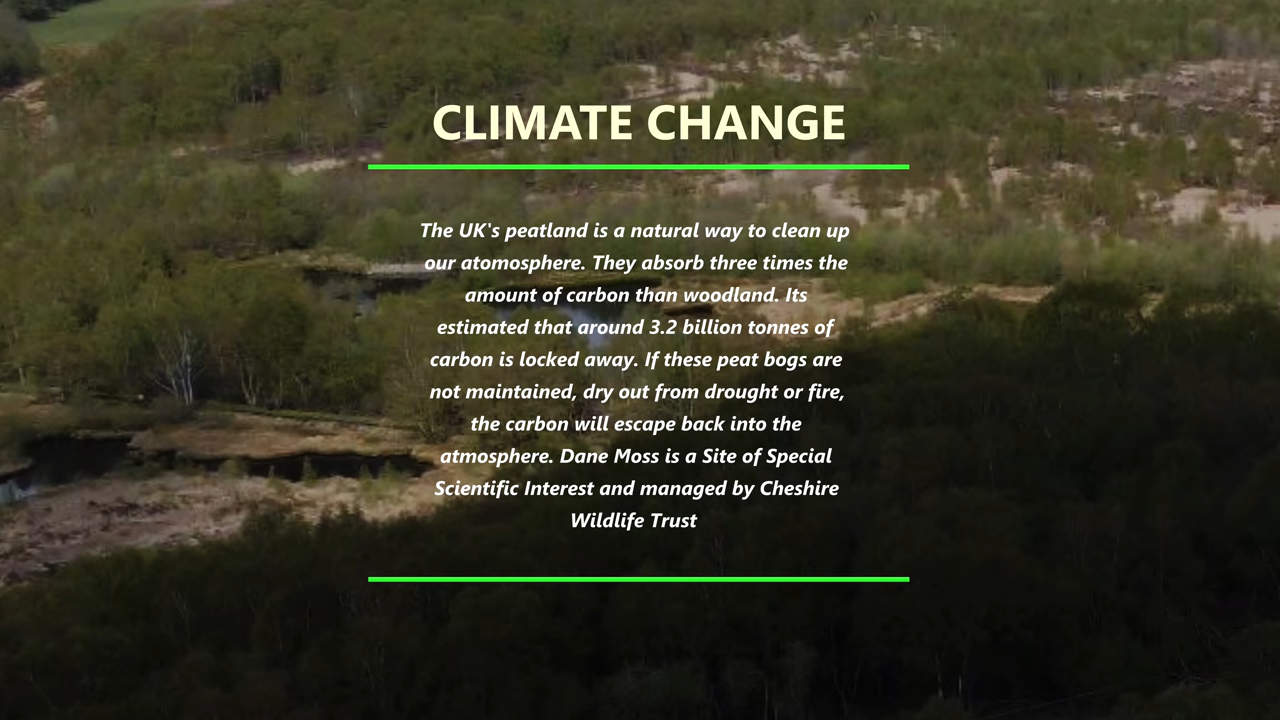 CLIMATE CHANGE
The UK's peatland is a natural way to clean up
our atomosphere. They absorb three times the
amount of carbon than woodland. Its
estimated that around 3.2 billion tonnes of
carbon is locked away. If these peat bogs are
not maintained, dry out from drought or fire,
the carbon will escape back into the
atmosphere. Dane Moss is a Site of Special
Scientific Interest and managed by Cheshire
Wildlife Trust